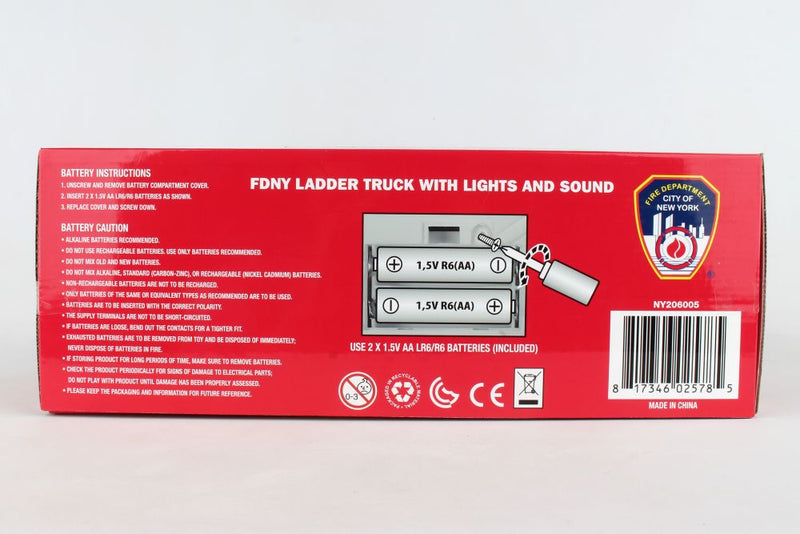 BATTERY INSTRUCTIONS
1. UNSCREW AND REMOVE BATTERY COMPARTMENT COVER.
2. INSERT 2 X 1.5V AA LR6/R6 BATTERIES AS SHOWN.
3. REPLACE COVER AND SCREW DOWN.
BATTERY CAUTION
• ALKALINE BATTERIES RECOMMENDED.
• DO NOT USE RECHARGEABLE BATTERIES. USE ONLY BATTERIES RECOMMENDED.
• DO NOT MIX OLD AND NEW BATTERIES.
• DO NOT MIX ALKALINE, STANDARD (CARBON-ZINC), OR RECHARGEABLE (NICKEL CADMIUM) BATTERIES.
• NON-RECHARGEABLE BATTERIES ARE NOT TO BE RECHARGED.
• ONLY BATTERIES OF THE SAME OR EQUIVALENT TYPES AS RECOMMENDED ARE TO BE USED.
• BATTERIES ARE TO BE INSERTED WITH THE CORRECT POLARITY.
• THE SUPPLY TERMINALS ARE NOT TO BE SHORT-CIRCUITED.
• IF BATTERIES ARE LOOSE, BEND OUT THE CONTACTS FOR A TIGHTER FIT.
• EXHAUSTED BATTERIES ARE TO BE REMOVED FROM TOY AND BE DISPOSED OF IMMEDIATELY;
NEVER DISPOSE OF BATTERIES IN FIRE.
• IF STORING PRODUCT FOR LONG PERIODS OF TIME, MAKE SURE TO REMOVE BATTERIES.
• CHECK THE PRODUCT PERIODICALLY FOR SIGNS OF DAMAGE TO ELECTRICAL PARTS;
DO NOT PLAY WITH PRODUCT UNTIL DAMAGE HAS BEEN PROPERLY ASSESSED.
• PLEASE KEEP THE PACKAGING AND INFORMATION FOR FUTURE REFERENCE.
FDNY LADDER TRUCK WITH LIGHTS AND SOUND
1,5V R6(AA)
1,5V R6(AA)
USE 2 X 1.5V AA LR6/R6 BATTERIES (INCLUDED)
0-3
PACKAGED IN RECYCLABLE MATERIAL
CE
FIRE DEPARTMENT
CITY OF
NEW YORK
®
NY206005
8 17346 02578 5
MADE IN CHINA